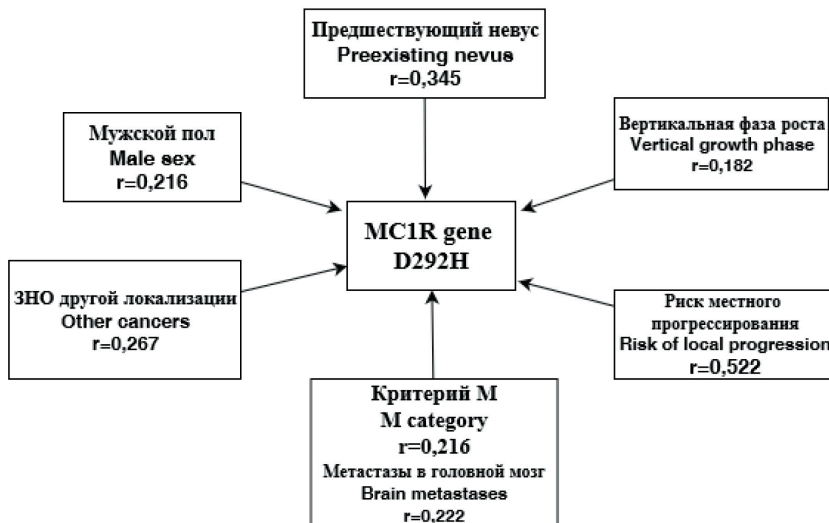 Предшествующий невус
Preexisting nevus
r=0,345
Мужской пол
Male sex
r=0,216
Вертикальная фаза роста
Vertical growth phase
r=0,182
MC1R gene
D292H
ЗНО другой локализации
Other cancers
r=0,267
Риск местного
прогрессирования
Risk of local progression
r=0,522
Критерий М
M category
r=0,216
Метастазы в головной мозг
Brain metastases
r=0,222